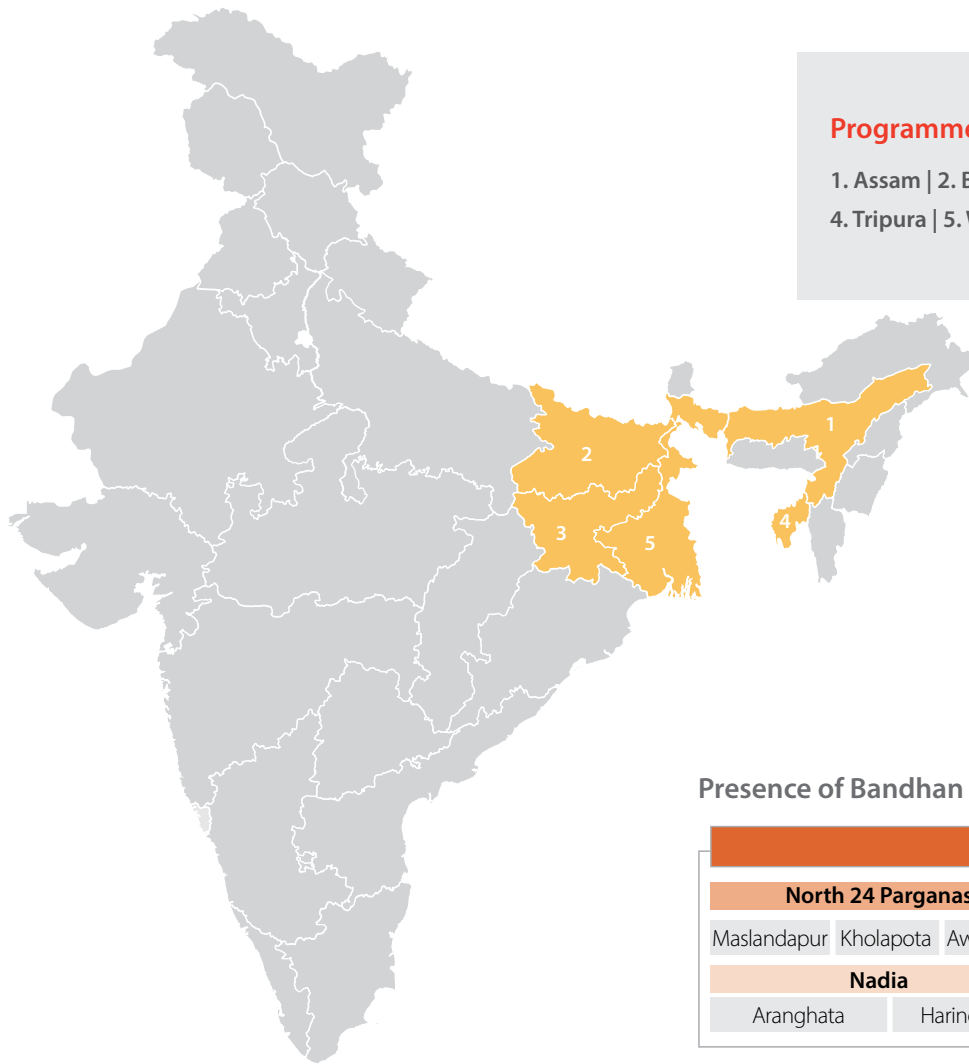 Programme
1. Assam | 2.
4. Tripura | 5.
1
2
3
4
5
Presence of Bandhan
North 24 Parganas
Maslandapur Kholapota
Nadia
Aranghata